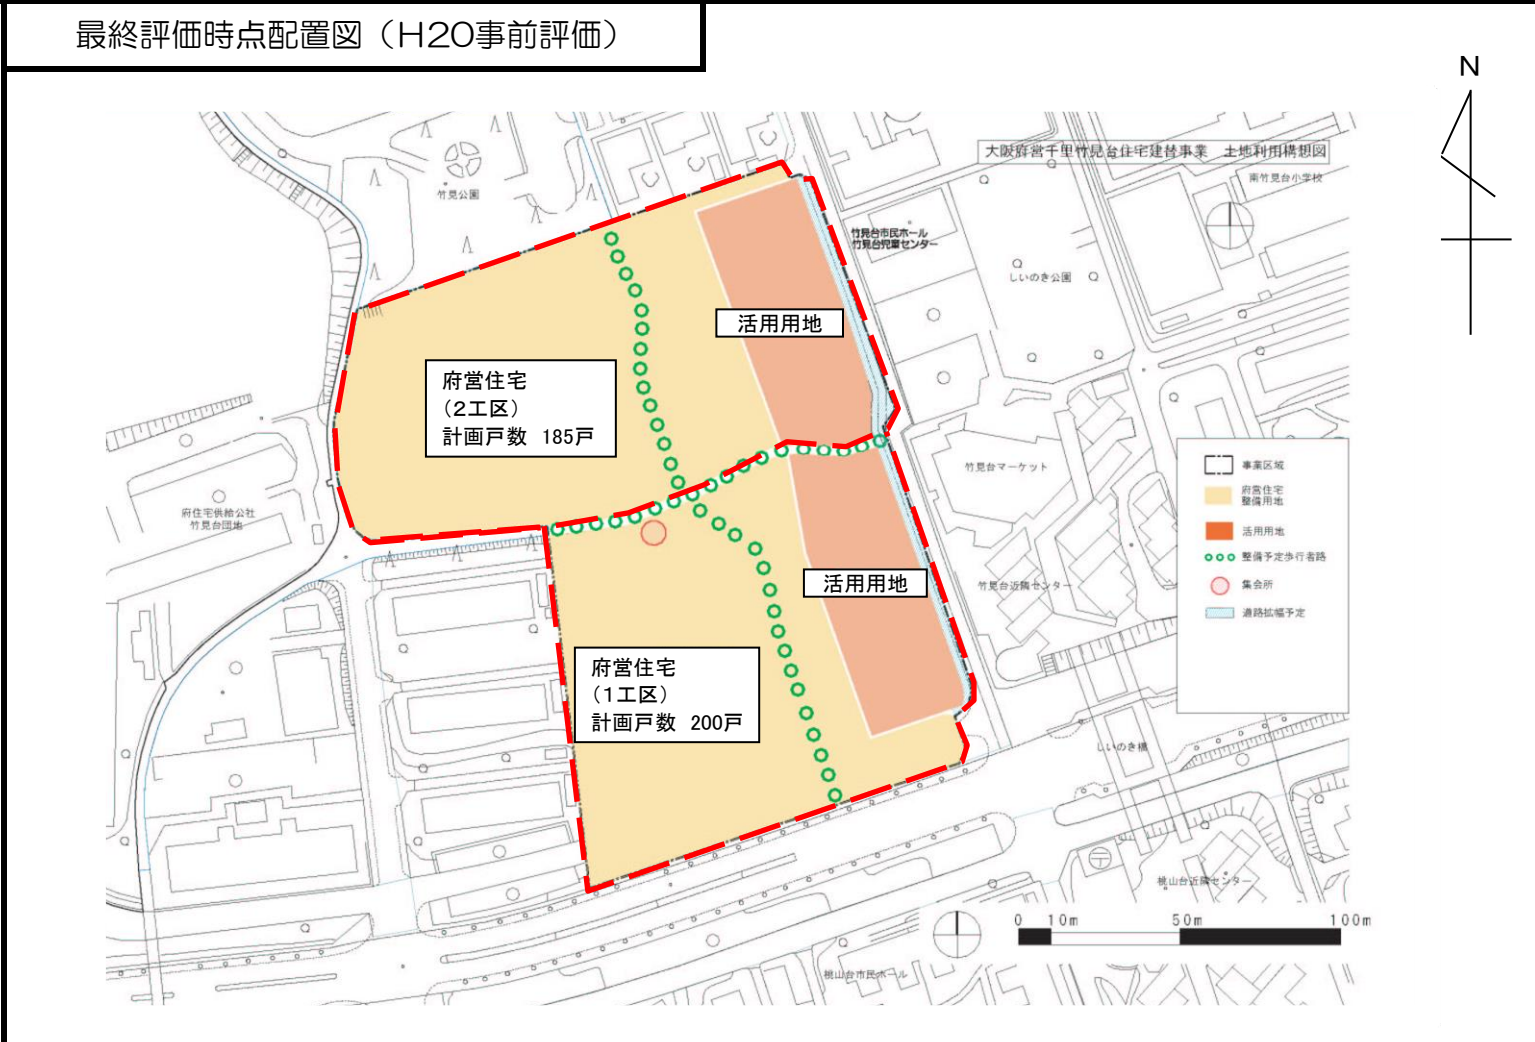 最終評価時点配置図（H20事前評価）
N
大阪府営千里竹見台住宅建替事業　土地利用構想図
南竹見台小学校
竹見公園
竹見台市民ホール
竹見台児童センター
しいのき公園
活用用地
府営住宅
（2工区）
計画戸数 185戸
竹見台マーケット
事業区域
府営住宅
整備用地
活用用地
整備予定歩行者路
集会所
道路拡幅予定
府住宅供給公社
竹見台団地
活用用地
竹見台近隣センター
府営住宅
（1工区）
計画戸数 200戸
しいのき橋
桃山台近隣センター
0 10m 50m 100m
桃山台市民ホール